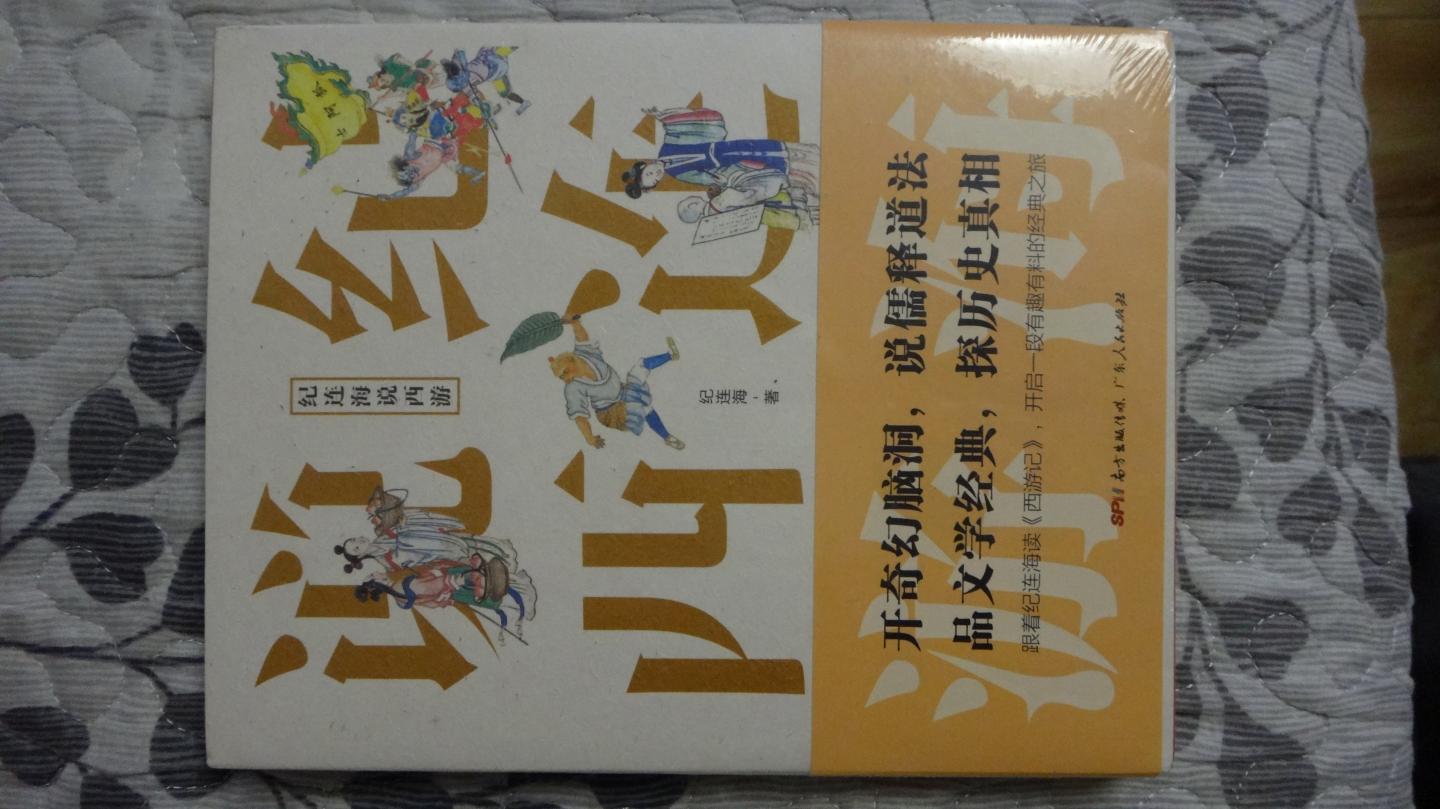 纪连海
说西游
纪连海说西游
纪连海·著
开奇幻脑洞，说儒释道法
品文学经典，探历史真相
跟着纪连海读《西游记》，开启一段有趣有料的经典之旅
SPM 南方出版传媒 广东人民出版社